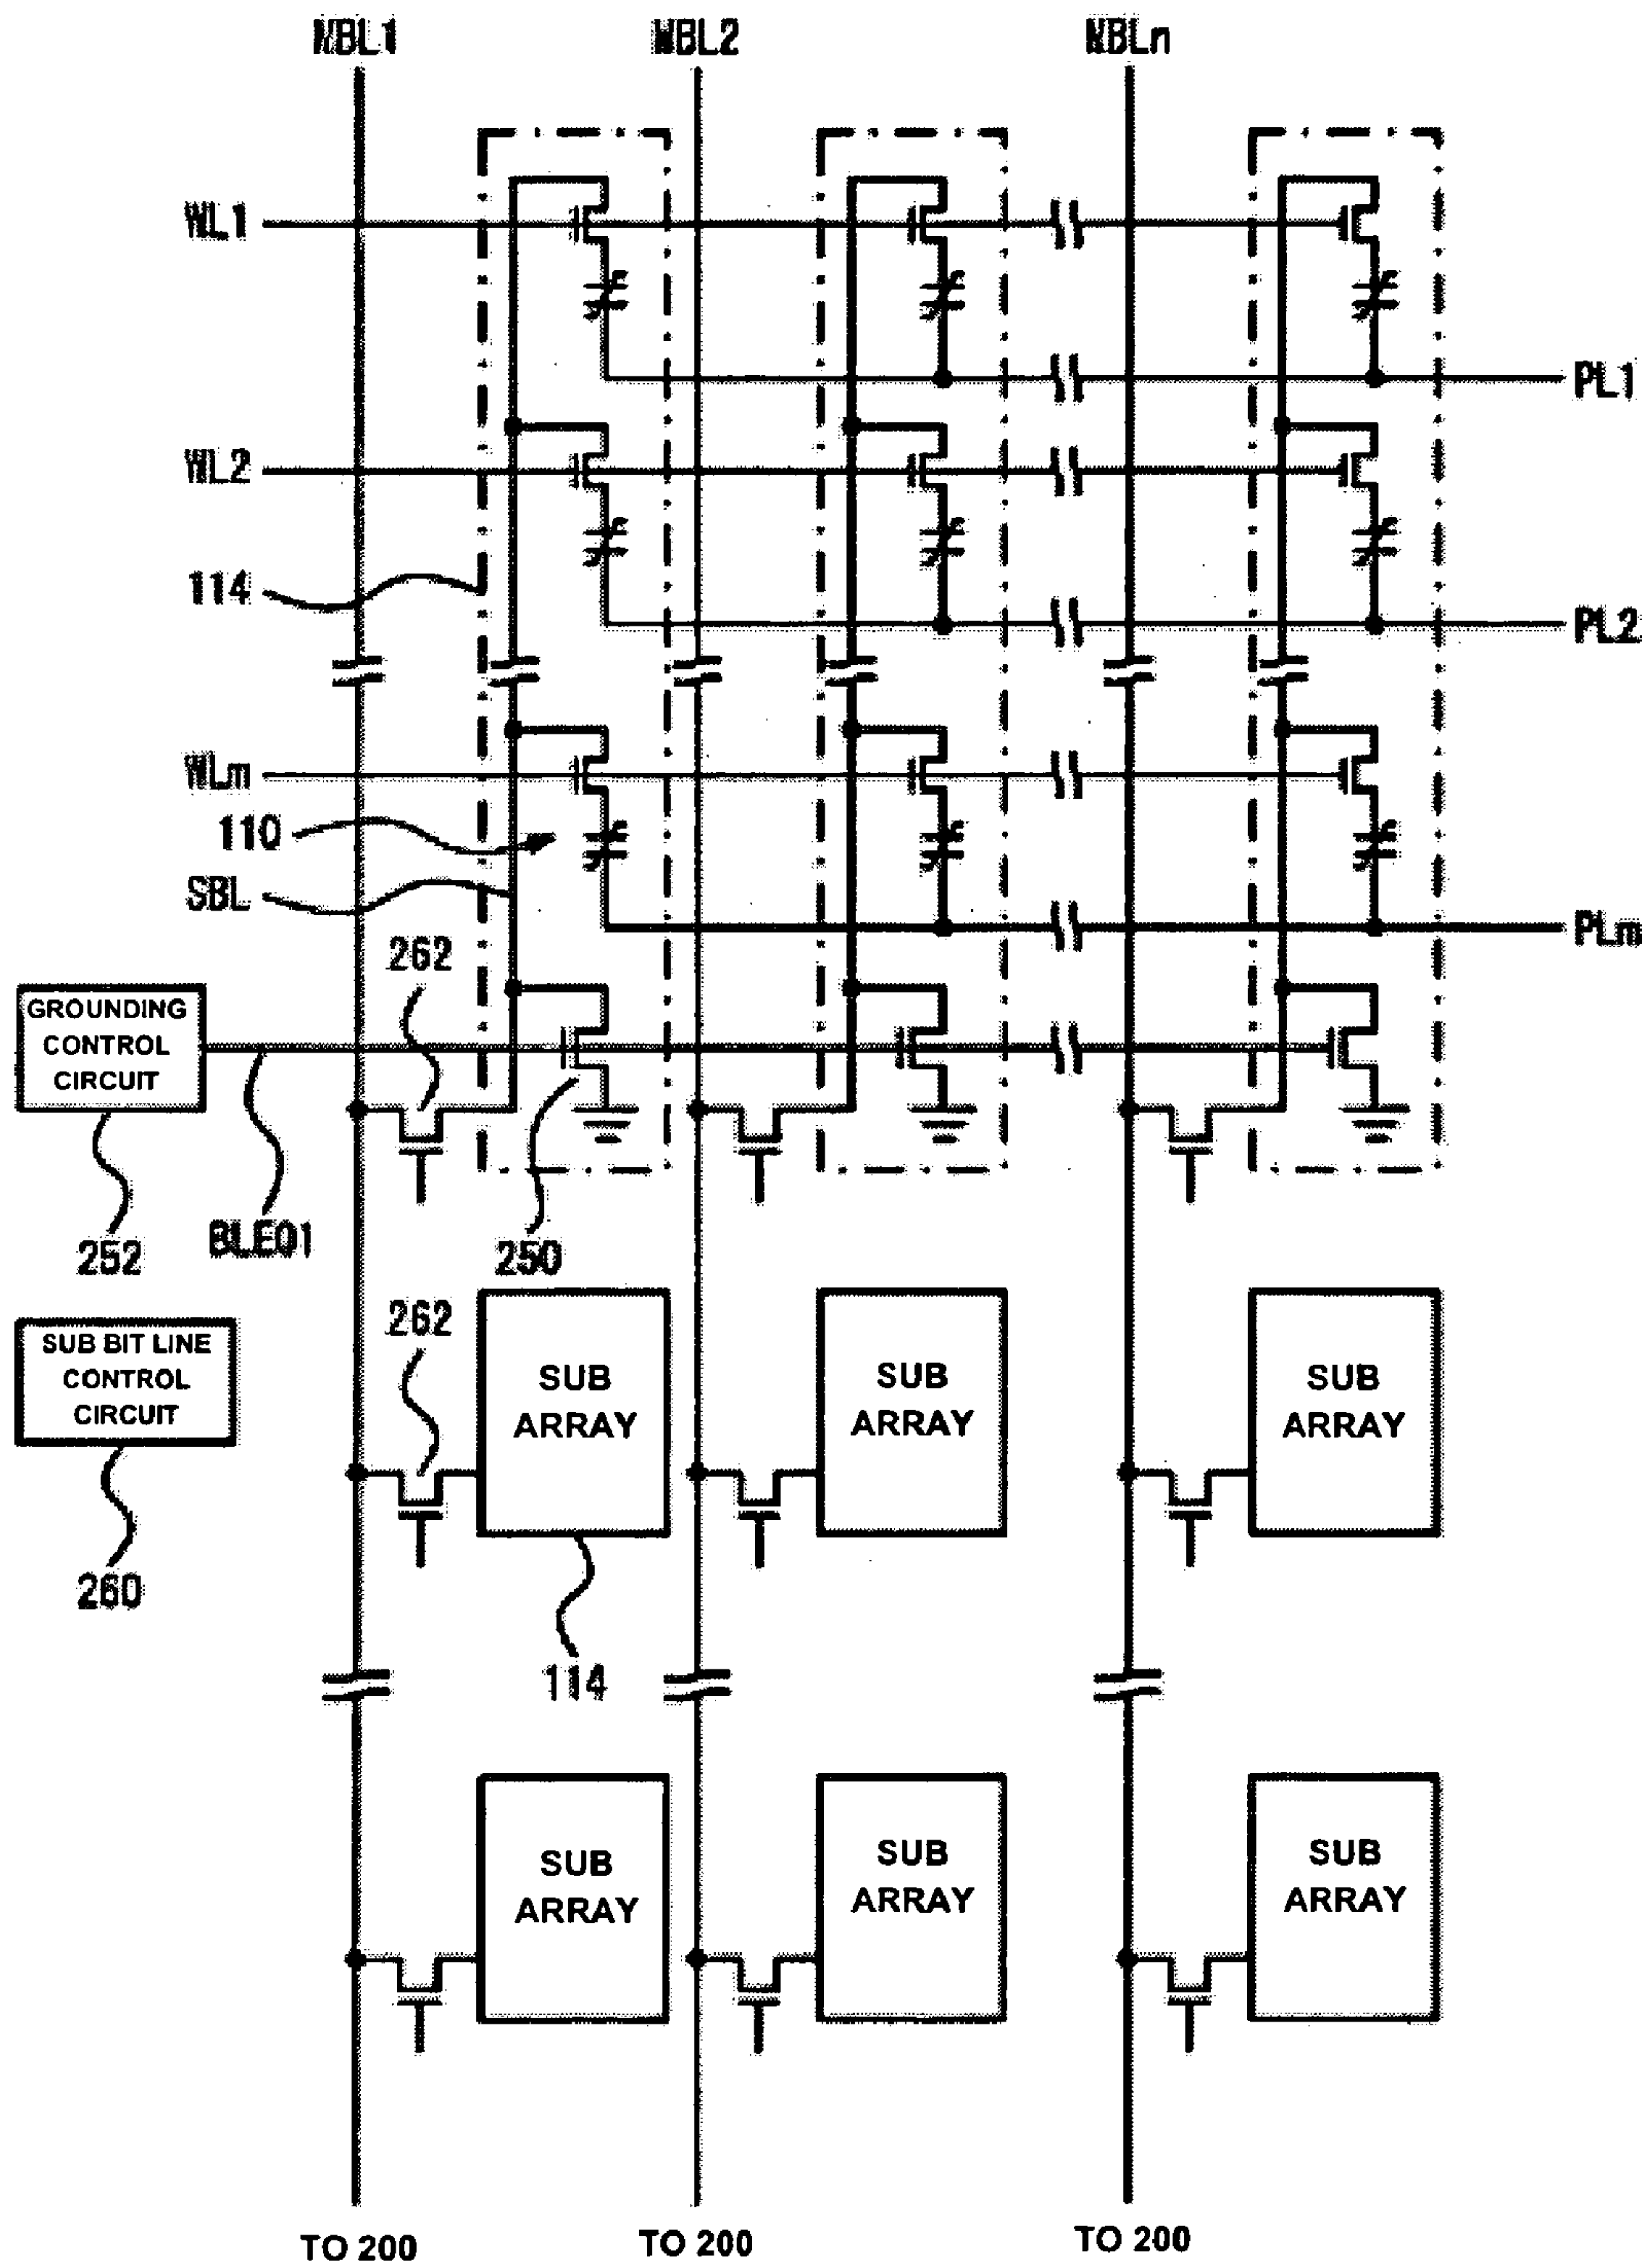 MBL1 MBL2 MBLn
WL1
PL1
WL2
114
PL2
WLm
110
SBL
PLm
262
GROUNDING
CONTROL
CIRCUIT
252
BLEQ1
250
262
SUB BIT LINE
CONTROL
CIRCUIT
SUB
ARRAY
SUB
ARRAY
SUB
ARRAY
260
114
SUB
ARRAY
SUB
ARRAY
SUB
ARRAY
TO 200 TO 200 TO 200